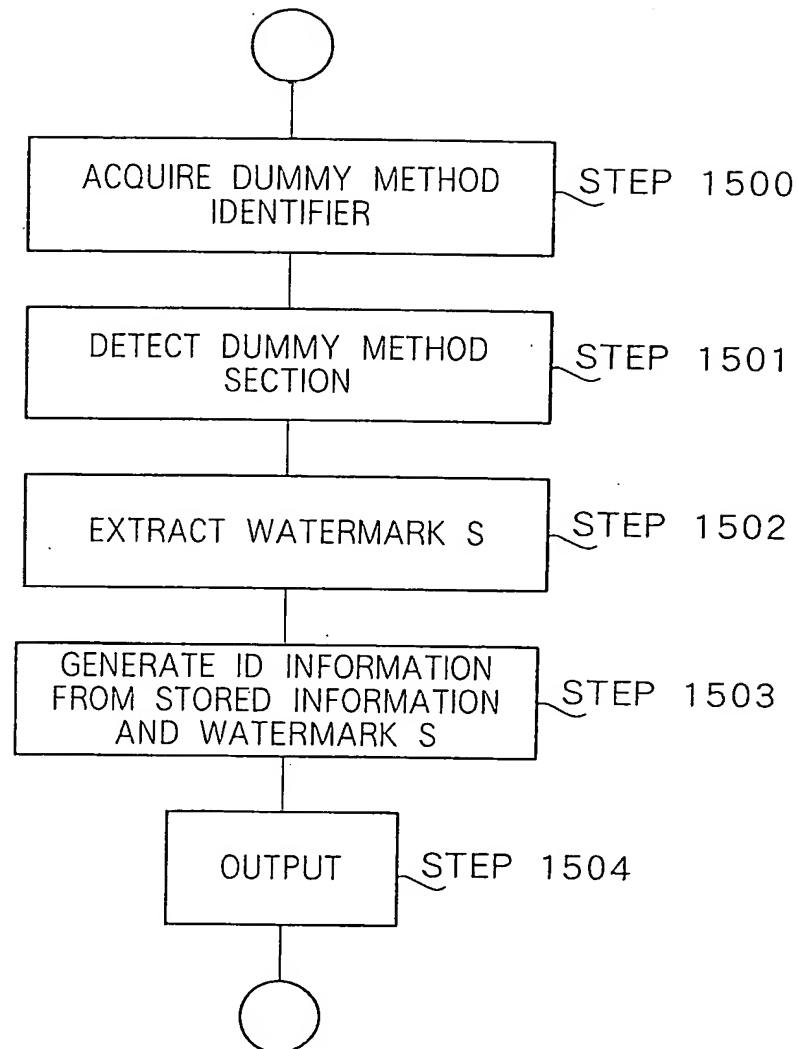 ACQUIRE DUMMY METHOD
IDENTIFIER
STEP 1500
DETECT DUMMY METHOD
SECTION
STEP 1501
EXTRACT WATERMARK S
STEP 1502
GENERATE ID INFORMATION
FROM STORED INFORMATION
AND WATERMARK S
STEP 1503
OUTPUT
STEP 1504